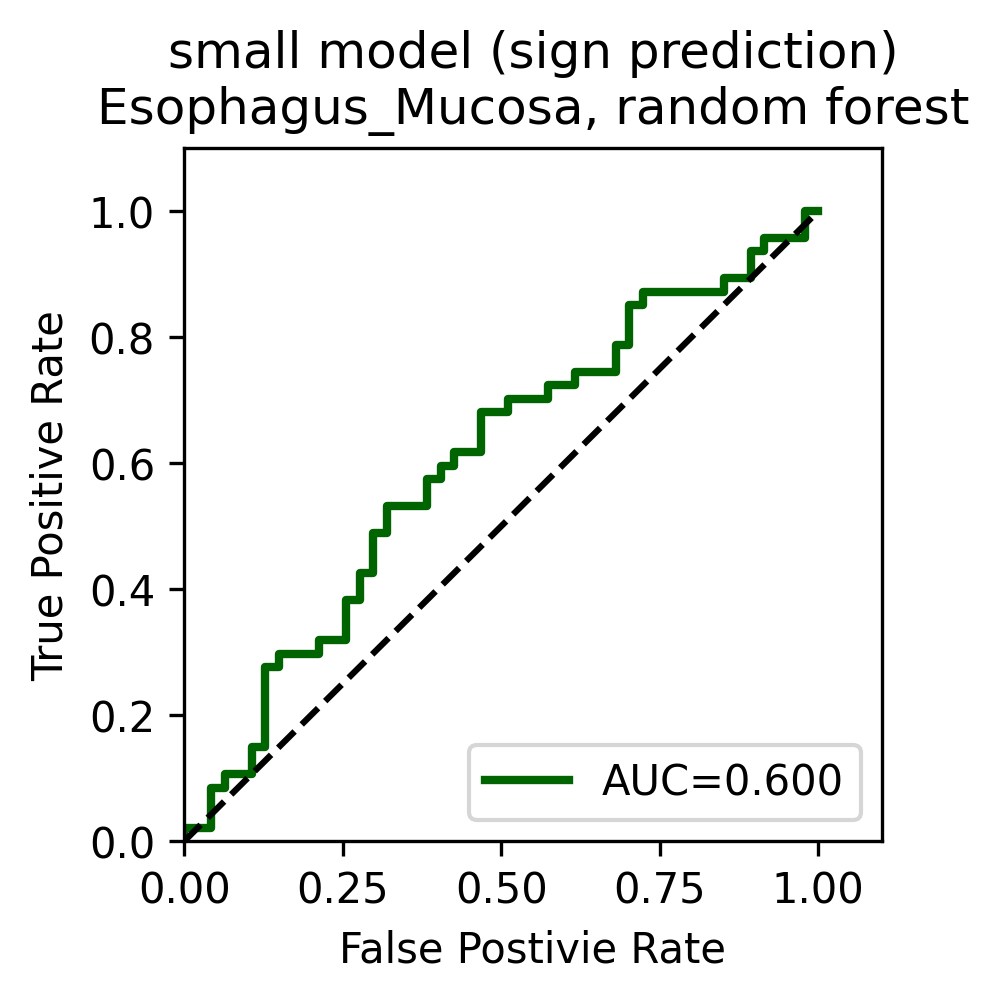 small model (sign prediction)
Esophagus_Mucosa, random forest
1.0
0.8
0.6
0.4
0.2
0.0
True Positive Rate
AUC=0.600
0.00 0.25 0.50 0.75 1.00
False Postivie Rate